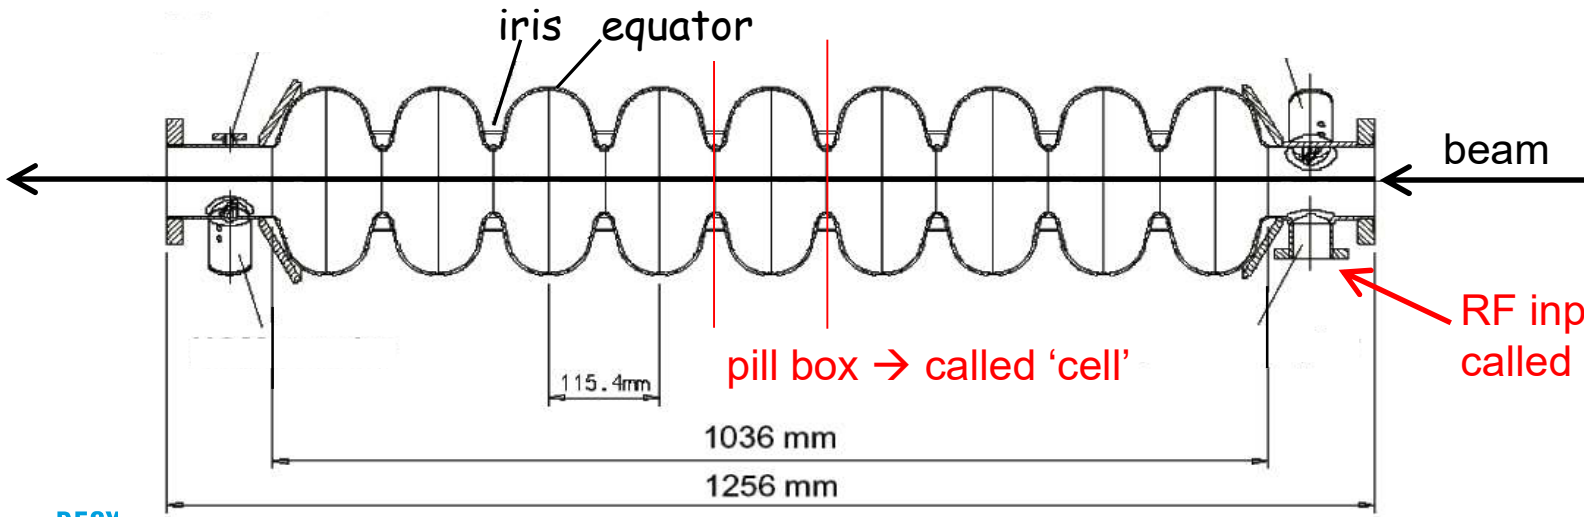 iris equator
beam
RF inp
called
pill box → called ‘cell’
115.4mm
1036 mm
1256 mm